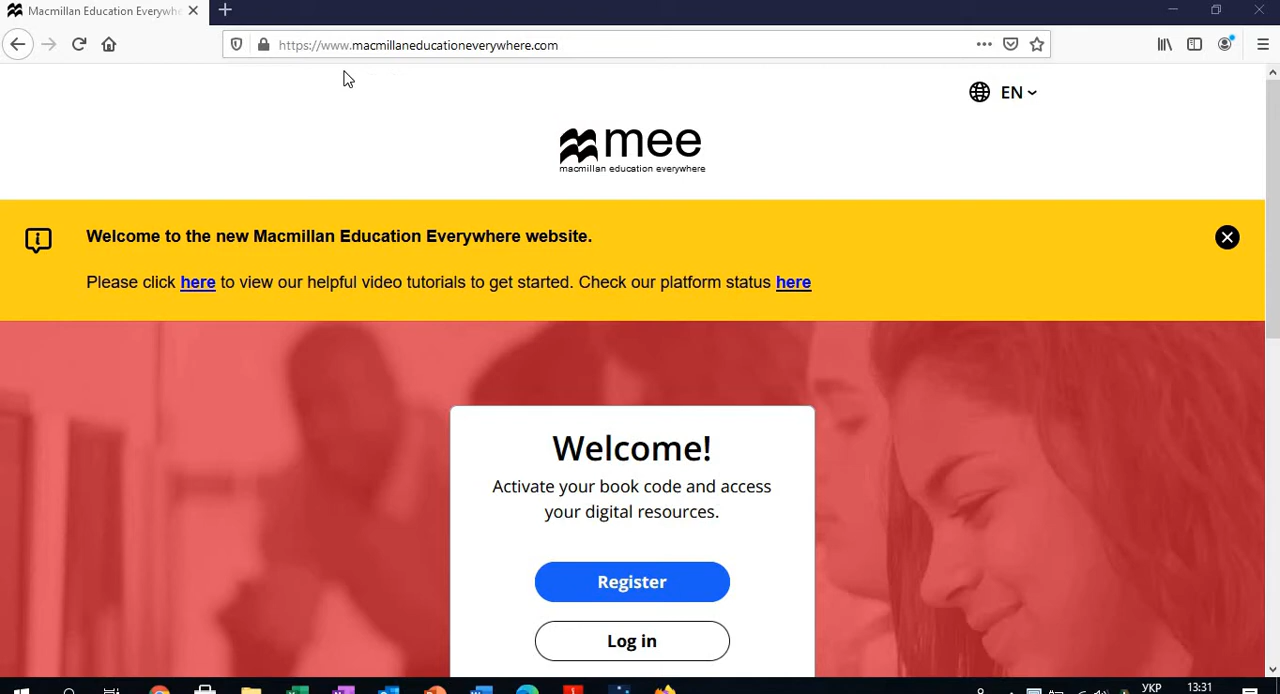 Macmillan Education Everywhe
https://www.macmillaneducationeverywhere.com
EN
mee
macmillan education everywhere
Welcome to the new Macmillan Education Everywhere website.
Please click here to view our helpful video tutorials to get started. Check our platform status here
Welcome!
Activate your book code and access
your digital resources.
Register
Log in
УКР
13:31